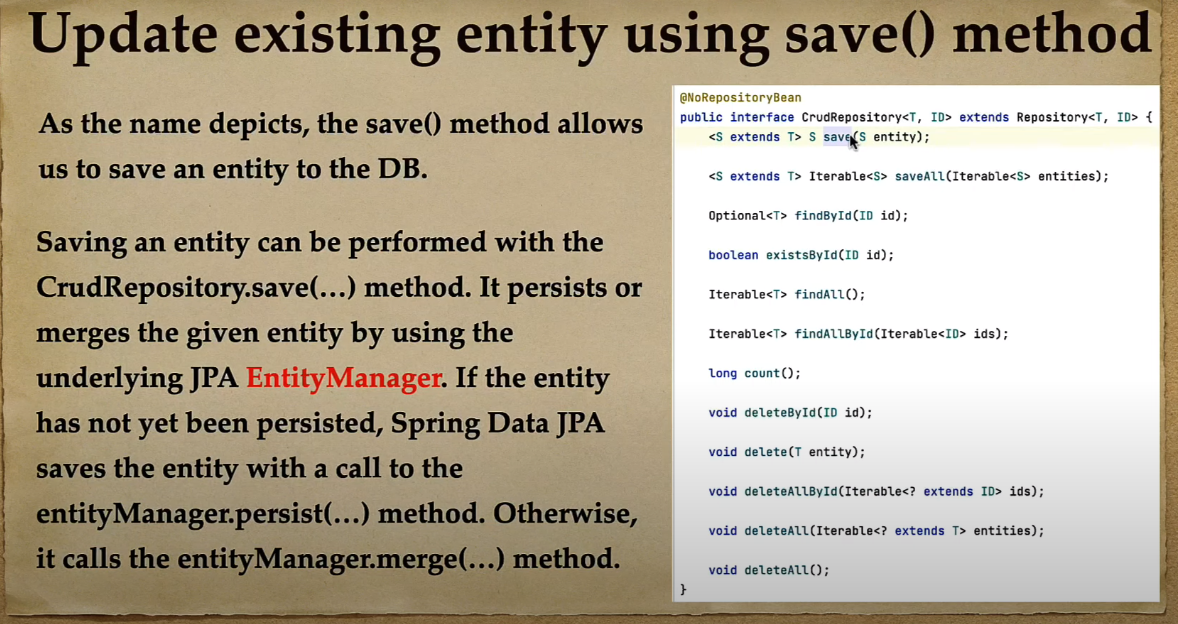 Update existing entity using save() method
As the name depicts, the save() method allows
us to save an entity to the DB.
Saving an entity can be performed with the
CrudRepository.save(…) method. It persists or
merges the given entity by using the
underlying JPA EntityManager. If the entity
has not yet been persisted, Spring Data JPA
saves the entity with a call to the
entityManager.persist(…) method. Otherwise,
it calls the entityManager.merge(…) method.
@NoRepositoryBean
public interface CrudRepository<T, ID> extends Repository<T, ID> {
<S extends T> S save(S entity);
<S extends T> Iterable<S> saveAll(Iterable<S> entities);
Optional<T> findById(ID id);
boolean existsById(ID id);
Iterable<T> findAll();
Iterable<T> findAllById(Iterable<ID> ids);
long count();
void deleteById(ID id);
void delete(T entity);
void deleteAllById(Iterable<? extends ID> ids);
void deleteAll(Iterable<? extends T> entities);
void deleteAll();
}